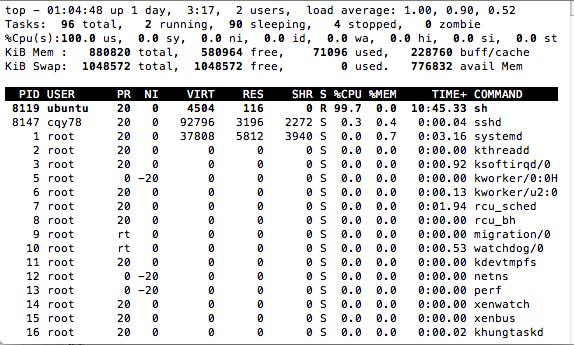 top - 01:04:48 up 1 day,  3:17,  2 users,  load average: 1.00, 0.90, 0.52
Tasks:  96 total,   2 running,  90 sleeping,   4 stopped,   0 zombie
%Cpu(s):100.0 us,  0.0 sy,  0.0 ni,  0.0 id,  0.0 wa,  0.0 hi,  0.0 si,  0.0 st
KiB Mem :   880820 total,   580964 free,    71096 used,   228760 buff/cache
KiB Swap:  1048572 total,  1048572 free,        0 used.   776832 avail Mem
  PID USER      PR  NI    VIRT    RES    SHR S %CPU %MEM     TIME+ COMMAND
 8119 ubuntu    20   0    4504    116      0 R 99.7  0.0  10:45.33 sh
 8147 cqy78     20   0   92796   3196   2272 S  0.3  0.4   0:00.04 sshd
    1 root      20   0   37808   5812   3940 S  0.0  0.7   0:03.16 systemd
    2 root      20   0       0      0      0 S  0.0  0.0   0:00.00 kthreadd
    3 root      20   0       0      0      0 S  0.0  0.0   0:00.92 ksoftirqd/0
    5 root       0 -20       0      0      0 S  0.0  0.0   0:00.00 kworker/0:0H
    6 root      20   0       0      0      0 S  0.0  0.0   0:00.13 kworker/u2:0
    7 root      20   0       0      0      0 S  0.0  0.0   0:01.94 rcu_sched
    8 root      20   0       0      0      0 S  0.0  0.0   0:00.00 rcu_bh
    9 root      rt   0       0      0      0 S  0.0  0.0   0:00.00 migration/0
   10 root      rt   0       0      0      0 S  0.0  0.0   0:00.53 watchdog/0
   11 root      20   0       0      0      0 S  0.0  0.0   0:00.00 kdevtmpfs
   12 root       0 -20       0      0      0 S  0.0  0.0   0:00.00 netns
   13 root       0 -20       0      0      0 S  0.0  0.0   0:00.00 perf
   14 root      20   0       0      0      0 S  0.0  0.0   0:00.00 xenwatch
   15 root      20   0       0      0      0 S  0.0  0.0   0:00.00 xenbus
   16 root      20   0       0      0      0 S  0.0  0.0   0:00.02 khungtaskd